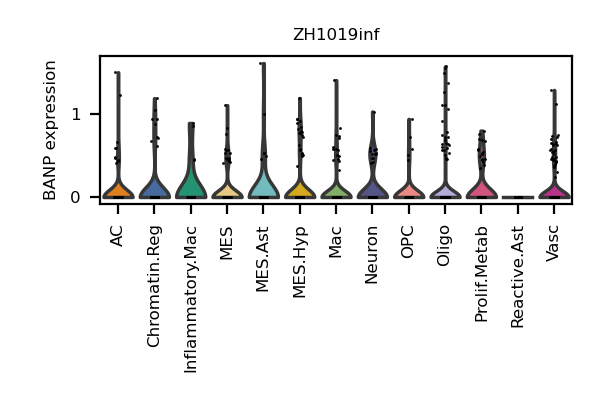 ZH1019inf
BANP expression
1
0
AC
Chromatin.Reg
Inflammatory.Mac
MES
MES.Ast
MES.Hyp
Mac
Neuron
OPC
Oligo
Prolif.Metab
Reactive.Ast
Vasc